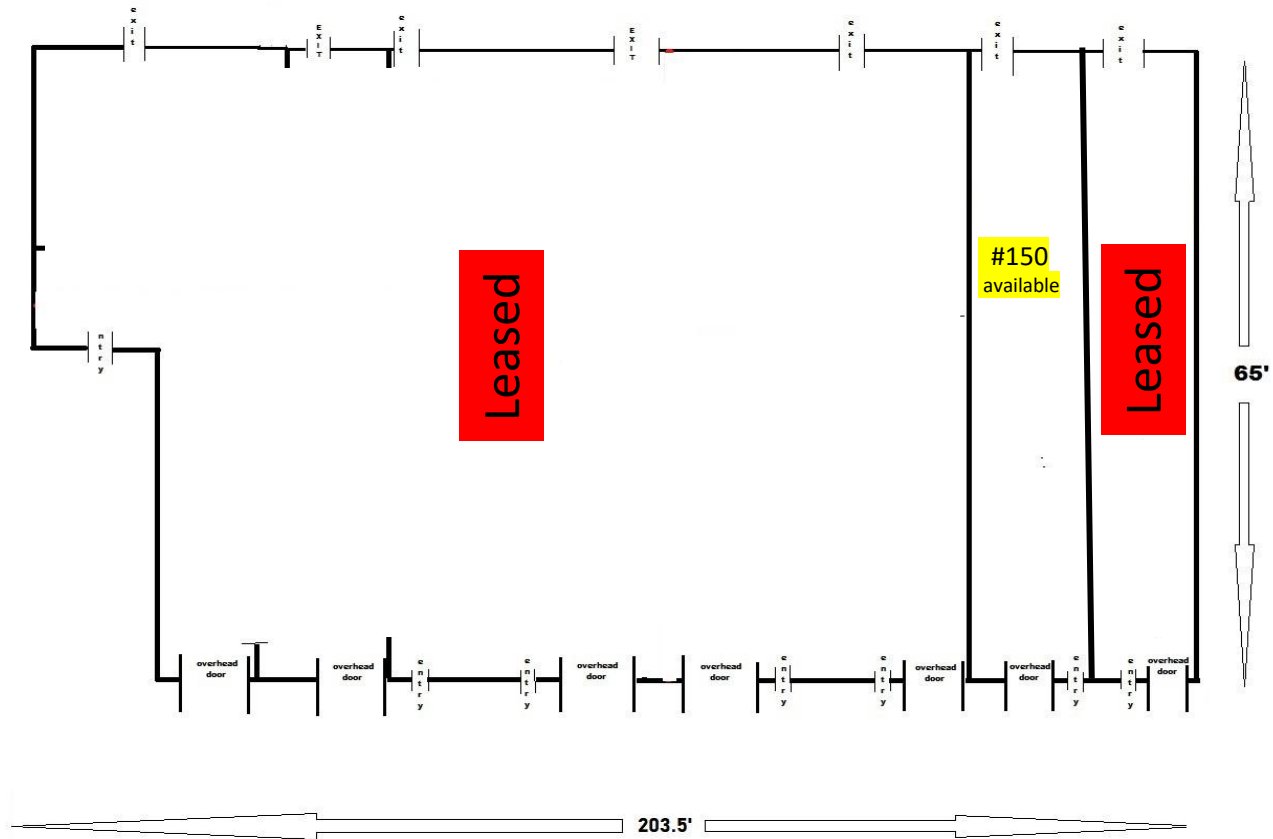 exit
exit
EXIT
exit
EXIT
exit
exit
exit
#150
available
Leased
Leased
ntry
65'
overhead
door
overhead
door
entry
entry
overhead
door
overhead
door
entry
entry
overhead
door
overhead
door
entry
entry
overhead
door
203.5'